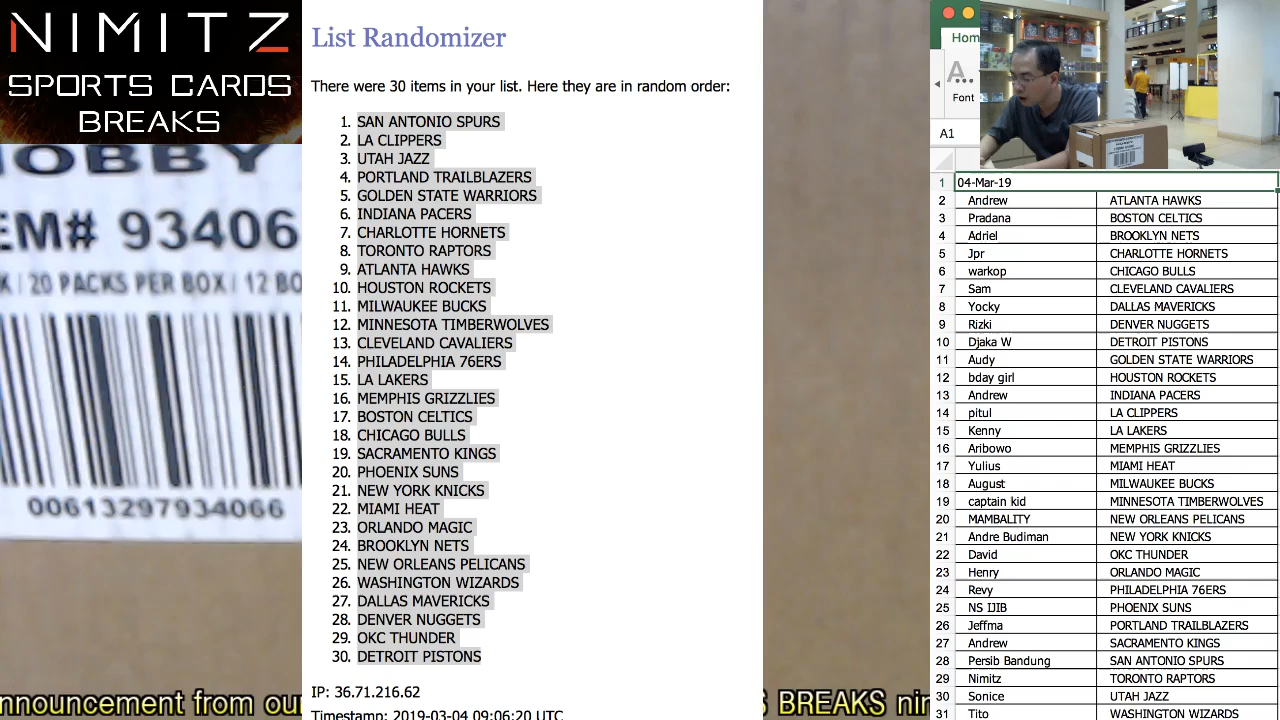 NIMITZ
SPORTS CARDS
BREAKS
HOBBY
EM# 93406
X | 20 PACKS PER BOX | 12 BO
00613297934066
List Randomizer
There were 30 items in your list. Here they are in random order:
1. SAN ANTONIO SPURS
2. LA CLIPPERS
3. UTAH JAZZ
4. PORTLAND TRAILBLAZERS
5. GOLDEN STATE WARRIORS
6. INDIANA PACERS
7. CHARLOTTE HORNETS
8. TORONTO RAPTORS
9. ATLANTA HAWKS
10. HOUSTON ROCKETS
11. MILWAUKEE BUCKS
12. MINNESOTA TIMBERWOLVES
13. CLEVELAND CAVALIERS
14. PHILADELPHIA 76ERS
15. LA LAKERS
16. MEMPHIS GRIZZLIES
17. BOSTON CELTICS
18. CHICAGO BULLS
19. SACRAMENTO KINGS
20. PHOENIX SUNS
21. NEW YORK KNICKS
22. MIAMI HEAT
23. ORLANDO MAGIC
24. BROOKLYN NETS
25. NEW ORLEANS PELICANS
26. WASHINGTON WIZARDS
27. DALLAS MAVERICKS
28. DENVER NUGGETS
29. OKC THUNDER
30. DETROIT PISTONS
IP: 36.71.216.62
Timestamp: 2019-03-04 09:06:20 UTC
nnouncement from ou
S BREAKS nin
Hom
A...
Font
A1
1 04-Mar-19
2 Andrew ATLANTA HAWKS
3 Pradana BOSTON CELTICS
4 Adriel BROOKLYN NETS
5 Jpr CHARLOTTE HORNETS
6 warkop CHICAGO BULLS
7 Sam CLEVELAND CAVALIERS
8 Yocky DALLAS MAVERICKS
9 Rizki DENVER NUGGETS
10 Djaka W DETROIT PISTONS
11 Audy GOLDEN STATE WARRIORS
12 bday girl HOUSTON ROCKETS
13 Andrew INDIANA PACERS
14 pitul LA CLIPPERS
15 Kenny LA LAKERS
16 Aribowo MEMPHIS GRIZZLIES
17 Yulius MIAMI HEAT
18 August MILWAUKEE BUCKS
19 captain kid MINNESOTA TIMBERWOLVES
20 MAMBALITY NEW ORLEANS PELICANS
21 Andre Budiman NEW YORK KNICKS
22 David OKC THUNDER
23 Henry ORLANDO MAGIC
24 Revy PHILADELPHIA 76ERS
25 NS IJIB PHOENIX SUNS
26 Jeffma PORTLAND TRAILBLAZERS
27 Andrew SACRAMENTO KINGS
28 Persib Bandung SAN ANTONIO SPURS
29 Nimitz TORONTO RAPTORS
30 Sonice UTAH JAZZ
31 Tito WASHINGTON WIZARDS